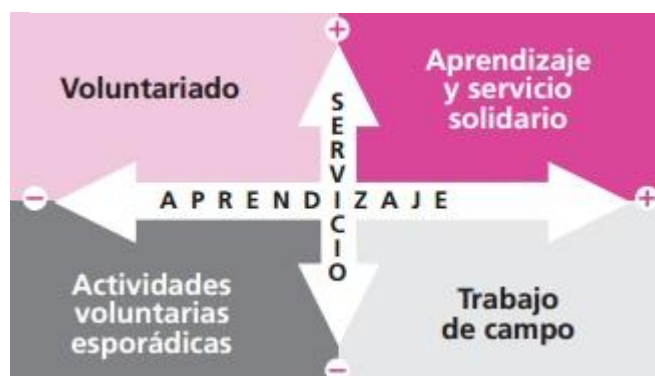 +
Voluntariado
Aprendizaje
y servicio
solidario
SERVICIO
− APRENDIZAJE +
Actividades
voluntarias
esporádicas
Trabajo
de campo
−